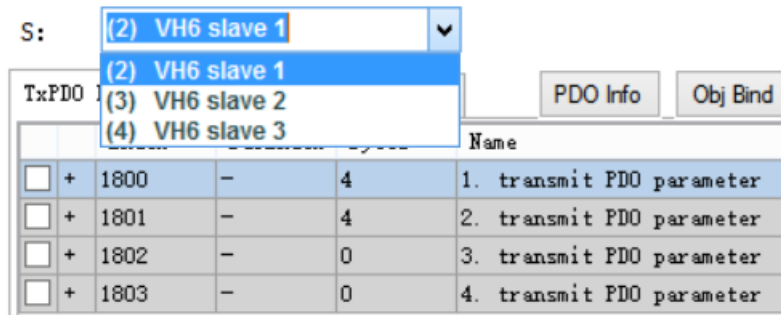 S: (2) VH6 slave 1
(2) VH6 slave 1
TxPDO PDO Info Obj Bind
(3) VH6 slave 2
(4) VH6 slave 3
Name
+ 1800 - 4 1. transmit PDO parameter
+ 1801 - 4 2. transmit PDO parameter
+ 1802 - 0 3. transmit PDO parameter
+ 1803 - 0 4. transmit PDO parameter